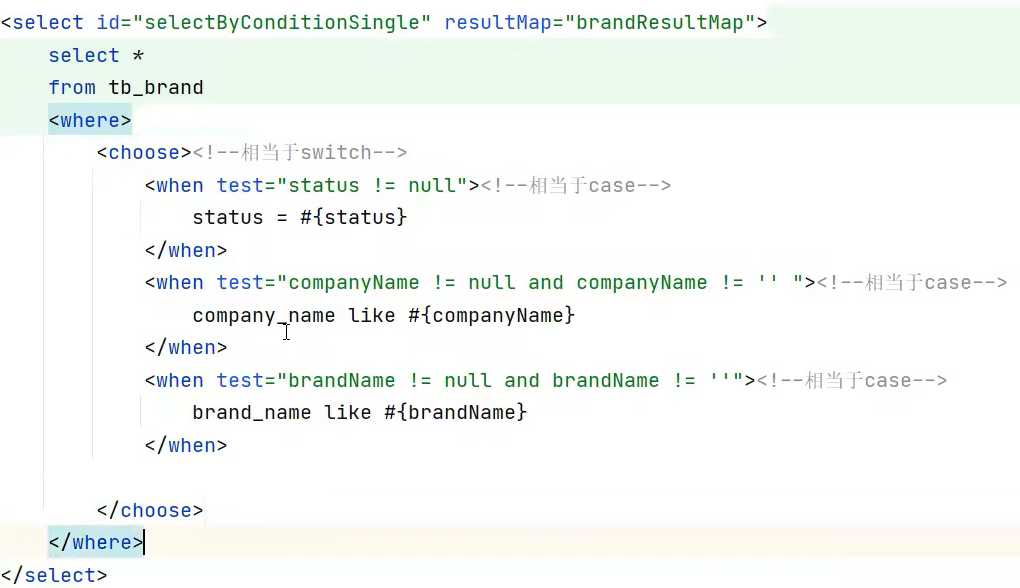 <select id="selectByConditionSingle" resultMap="brandResultMap">
select *
from tb_brand
<where>
<choose><!--相当于switch-->
<when test="status != null"><!--相当于case-->
status = #{status}
</when>
<when test="companyName != null and companyName != '' "><!--相当于case-->
company_name like #{companyName}
</when>
<when test="brandName != null and brandName != ''"><!--相当于case-->
brand_name like #{brandName}
</when>
</choose>
</where>
</select>